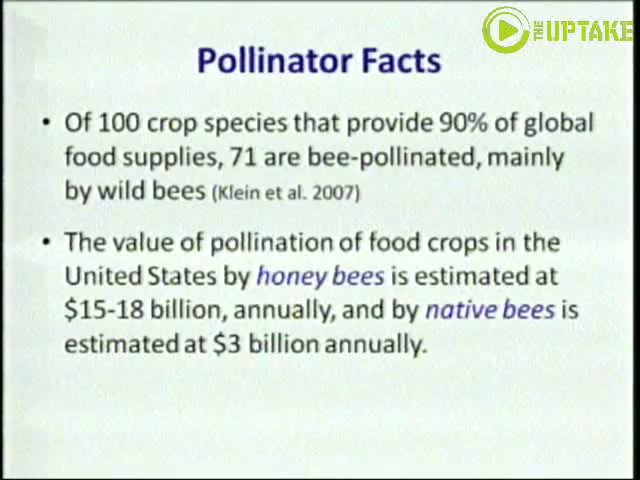 THE UPTAKE
Pollinator Facts
• Of 100 crop species that provide 90% of global
food supplies, 71 are bee-pollinated, mainly
by wild bees (Klein et al. 2007)
• The value of pollination of food crops in the
United States by honey bees is estimated at
$15-18 billion, annually, and by native bees is
estimated at $3 billion annually.